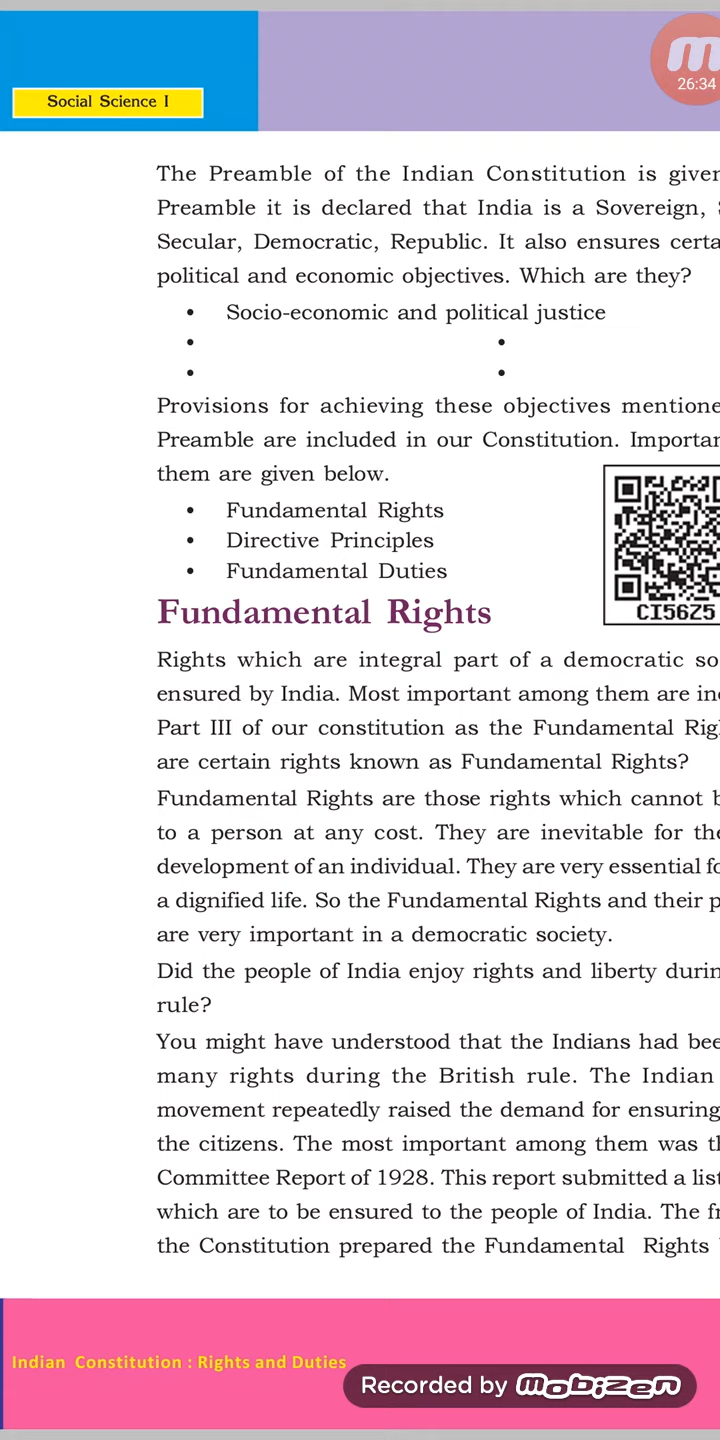 26:34
Social Science I
The Preamble of the Indian Constitution is given
Preamble it is declared that India is a Sovereign,
Secular, Democratic, Republic. It also ensures certa
political and economic objectives. Which are they?
• Socio-economic and political justice
• •
• •
Provisions for achieving these objectives mentione
Preamble are included in our Constitution. Importan
them are given below.
• Fundamental Rights
• Directive Principles
• Fundamental Duties
CI56Z5
Fundamental Rights
Rights which are integral part of a democratic so
ensured by India. Most important among them are in
Part III of our constitution as the Fundamental Rig
are certain rights known as Fundamental Rights?
Fundamental Rights are those rights which cannot b
to a person at any cost. They are inevitable for the
development of an individual. They are very essential fo
a dignified life. So the Fundamental Rights and their p
are very important in a democratic society.
Did the people of India enjoy rights and liberty durin
rule?
You might have understood that the Indians had bee
many rights during the British rule. The Indian
movement repeatedly raised the demand for ensuring
the citizens. The most important among them was th
Committee Report of 1928. This report submitted a list
which are to be ensured to the people of India. The fr
the Constitution prepared the Fundamental Rights
Indian Constitution : Rights and Duties
Recorded by mobizen